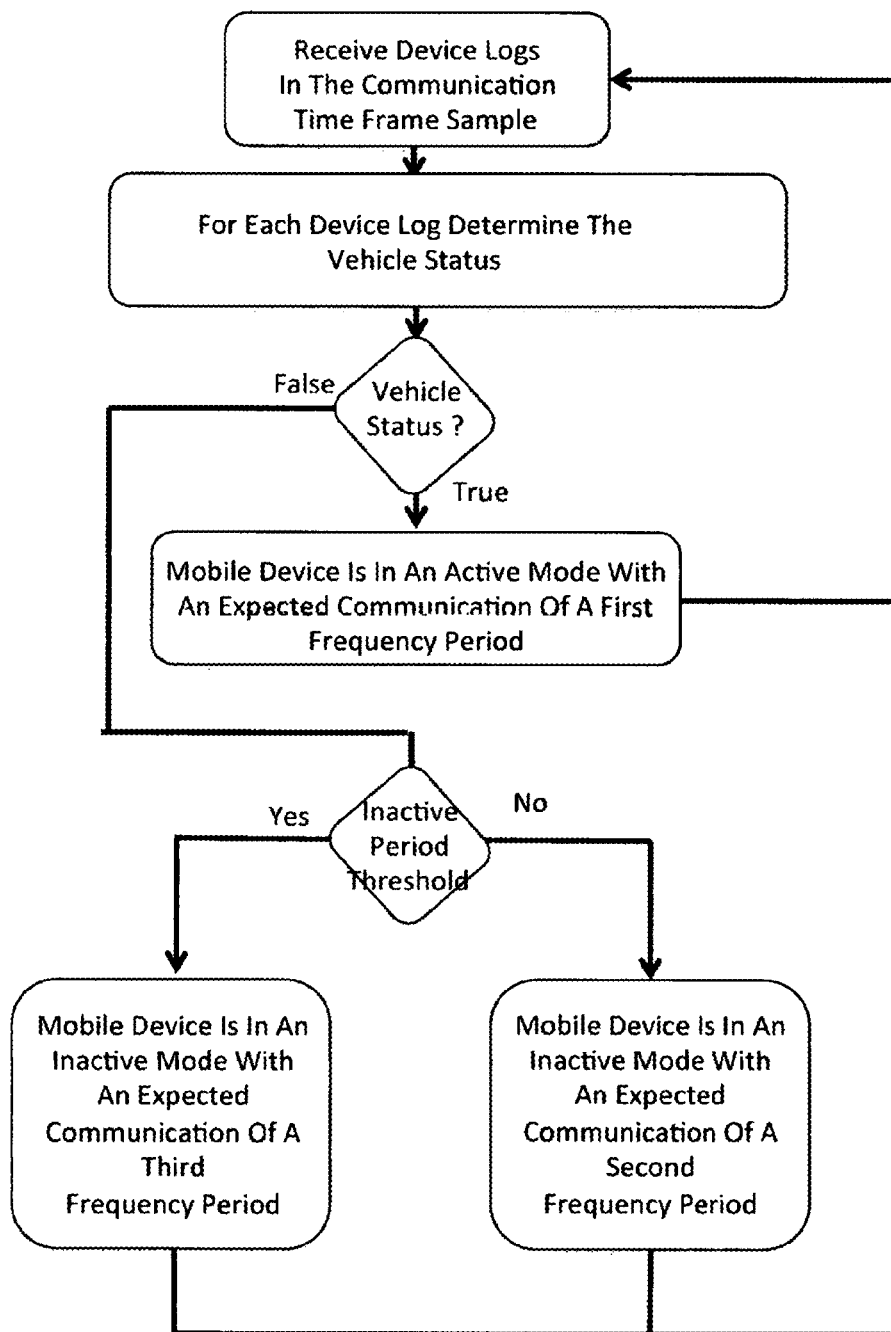 Receive Device Logs
In The Communication
Time Frame Sample
For Each Device Log Determine The
Vehicle Status
False
Vehicle
Status ?
True
Mobile Device Is In An Active Mode With
An Expected Communication Of A First
Frequency Period
Yes
Inactive
Period
Threshold
No
Mobile Device Is In An
Inactive Mode With
An Expected
Communication Of A
Third
Frequency Period
Mobile Device Is In An
Inactive Mode With
An Expected
Communication Of A
Second
Frequency Period